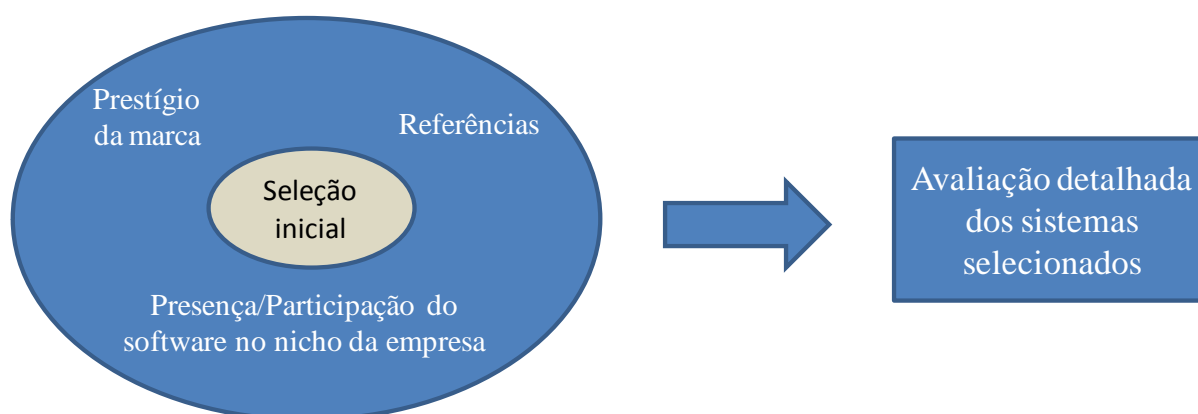 Prestígio
da marca
Referências
Seleção
inicial
Presença/Participação do
software no nicho da empresa
Avaliação detalhada
dos sistemas
selecionados